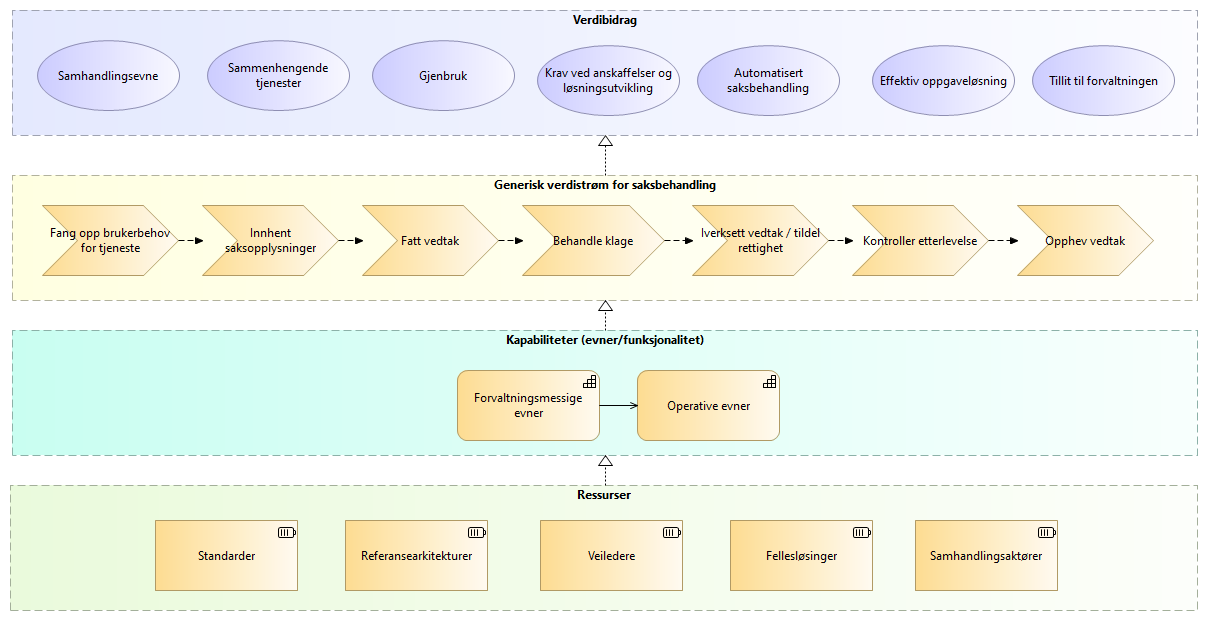 Verdibidrag
Samhandlingsevne
Sammenhengende
tjenester
Gjenbruk
Krav ved anskaffelser og
løsningsutvikling
Automatisert
saksbehandling
Effektiv oppgaveløsning
Tillit til forvaltningen
Generisk verdistrøm for saksbehandling
Fang opp brukerbehov
for tjeneste
Innhent
saksopplysninger
Fatt vedtak
Behandle klage
Iverksett vedtak / tildel
rettighet
Kontroller etterlevelse
Opphev vedtak
Kapabiliteter (evner/funksjonalitet)
Forvaltningsmessige
evner
Operative evner
Ressurser
Standarder
Referansearkitekturer
Veiledere
Fellesløsinger
Samhandlingsaktører